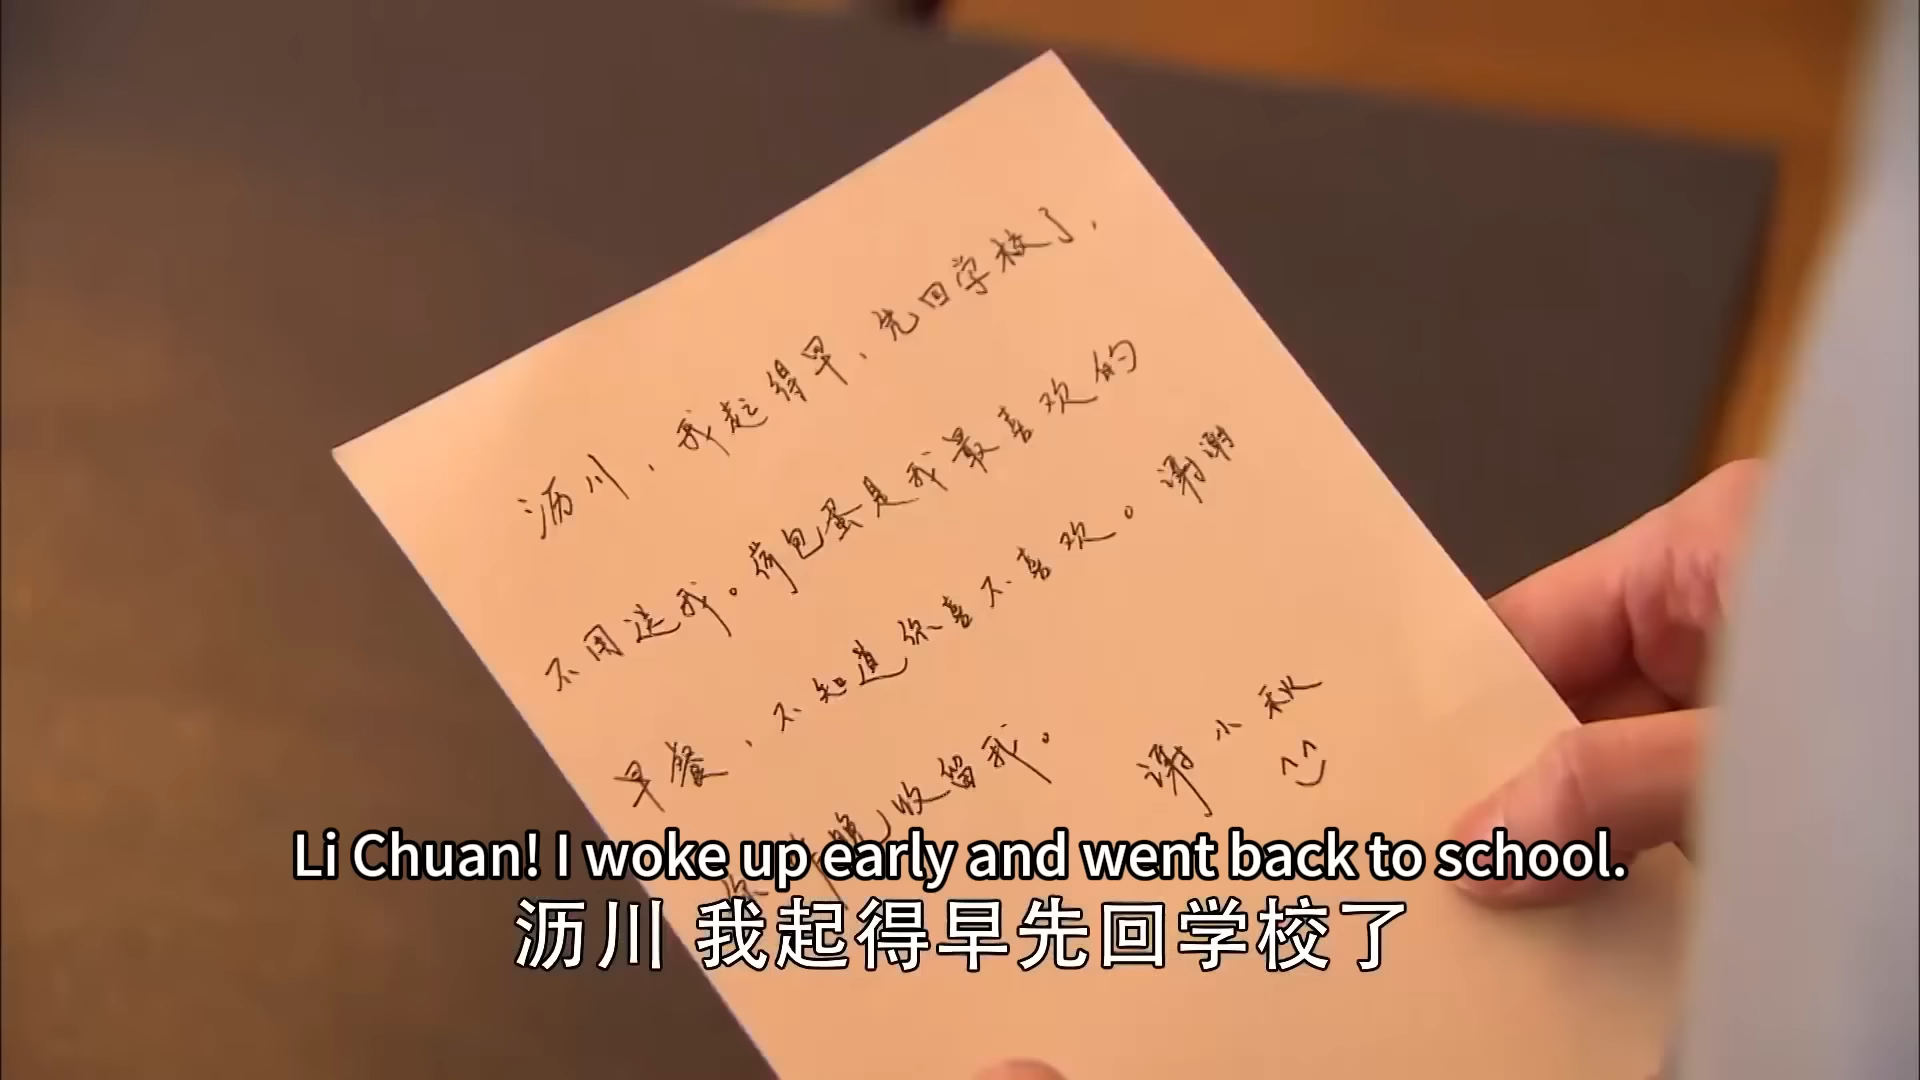 沥川，我起得早，先回学校了，
不用送我。荷包蛋是我最喜欢的
早餐，不知道你喜不喜欢。谢谢
你昨晚收留我。
谢小秋
Li Chuan! I woke up early and went back to school.
沥川 我起得早先回学校了